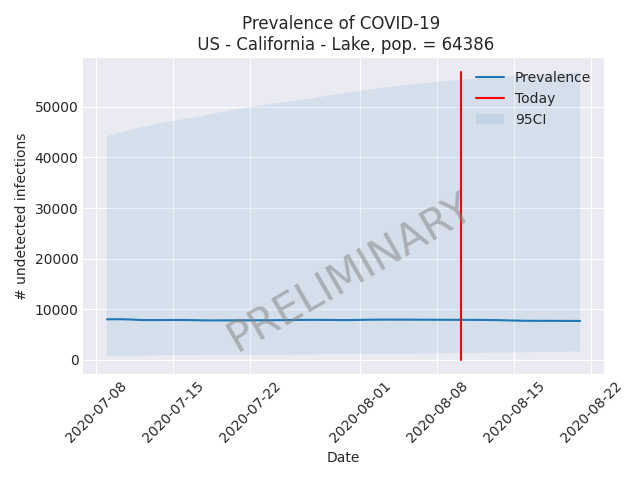 Prevalence of COVID-19
US - California - Lake, pop. = 64386
Prevalence
Today
95CI
50000
40000
30000
20000
10000
0
# undetected infections
PRELIMINARY
2020-07-08
2020-07-15
2020-07-22
2020-08-01
2020-08-08
2020-08-15
2020-08-22
Date